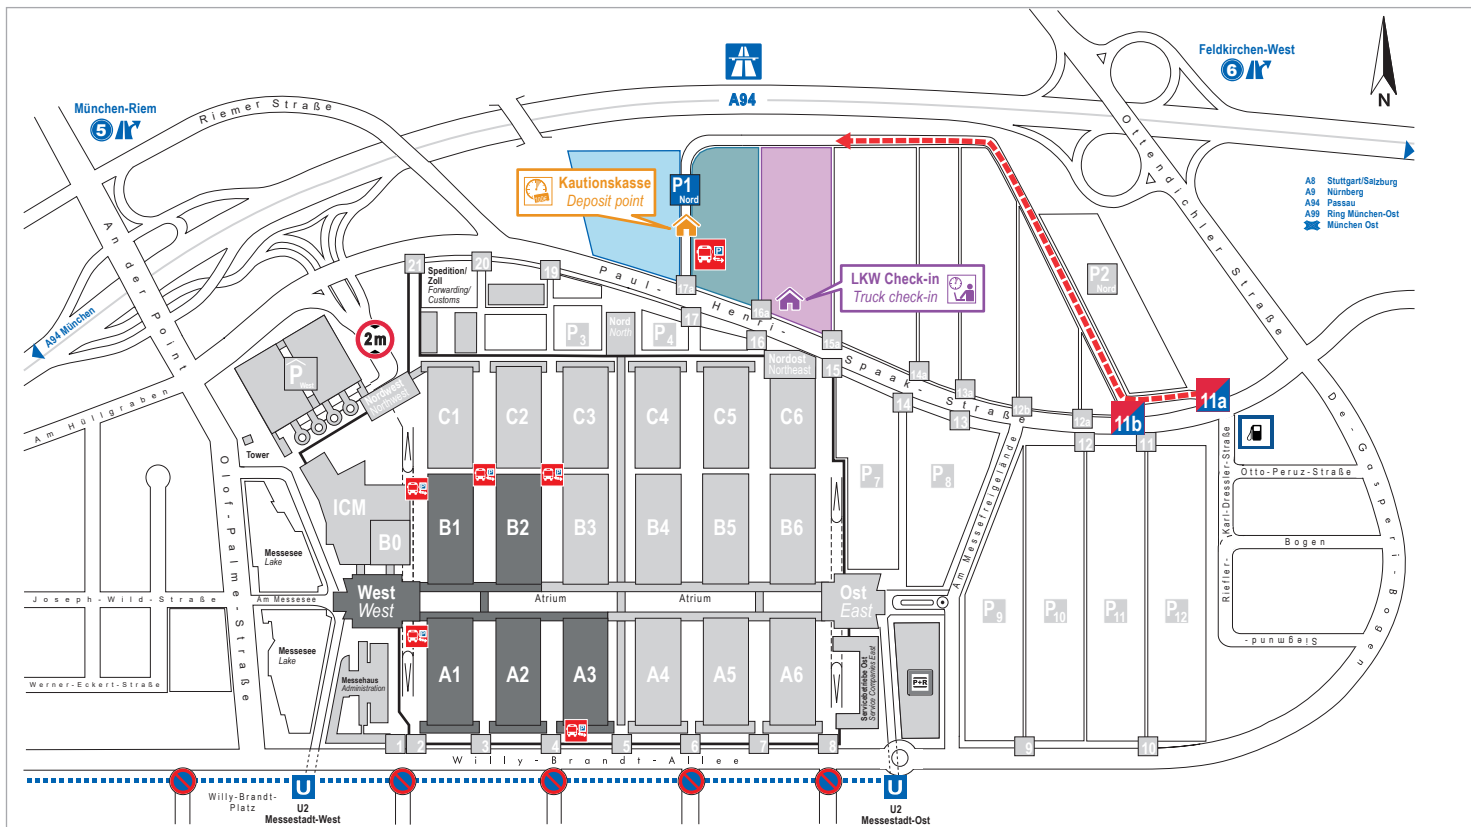 A94
Feldkirchen-West
6
N
München-Riem
5
Riemer Straße
Ottendichler Straße
A8 Stuttgart/Salzburg
A9 Nürnberg
A94 Passau
A99 Ring München-Ost
München Ost
Kautionskasse
Deposit point
P1
Nord
An der Point
A94 München
21
20
19
Spedition/
Zoll
Forwarding/
Customs
Paul-Henri-Spaak-Straße
17a
16a
15a
14a
13a
12b
12a
11b
11a
LKW Check-in
Truck check-in
P2
Nord
2m
P
West
Nordwest
Northwest
P3
Nord
North
P4
17
16
Nordost
Northeast
15
14
13
12
11
Am Hüllgraben
Tower
C1
C2
C3
C4
C5
C6
ICM
B0
B1
B2
B3
B4
B5
B6
P7
P8
Am Messefreigelände
Karl-Dressler-Straße
Otto-Peruz-Straße
De-Gasperi-Bogen
Bogen
Riefler-
Siegmund-
Olof-Palme-Straße
Messesee
Lake
Joseph-Wild-Straße
Am Messesee
West
West
Atrium
Atrium
Ost
East
P9
P10
P11
P12
Messesee
Lake
Werner-Eckert-Straße
Messehaus
Administration
A1
A2
A3
A4
A5
A6
Servicebetriebe Ost
Service Companies East
P+R
1
2
3
4
5
6
7
8
9
10
Willy-Brandt-Allee
Willy-Brandt-
Platz
U
U2
Messestadt-West
U
U2
Messestadt-Ost